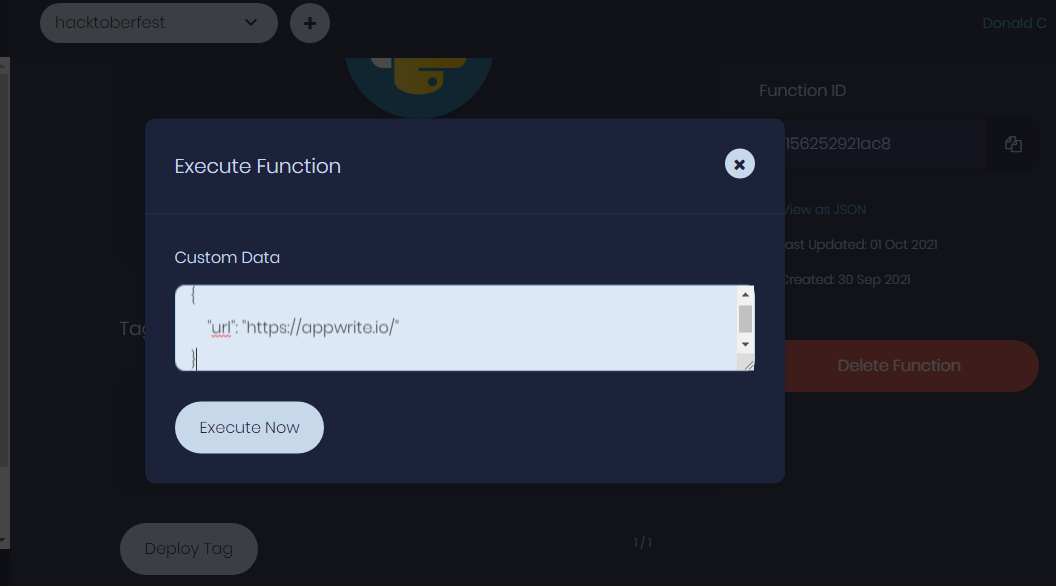 hacktoberfest
Donald C
Function ID
156252921ac8
View as JSON
ast Updated: 01 Oct 2021
Created: 30 Sep 2021
Delete Function
Execute Function
Custom Data
{
"url": "https://appwrite.io/"
}
Execute Now
Tag
Deploy Tag
1 / 1